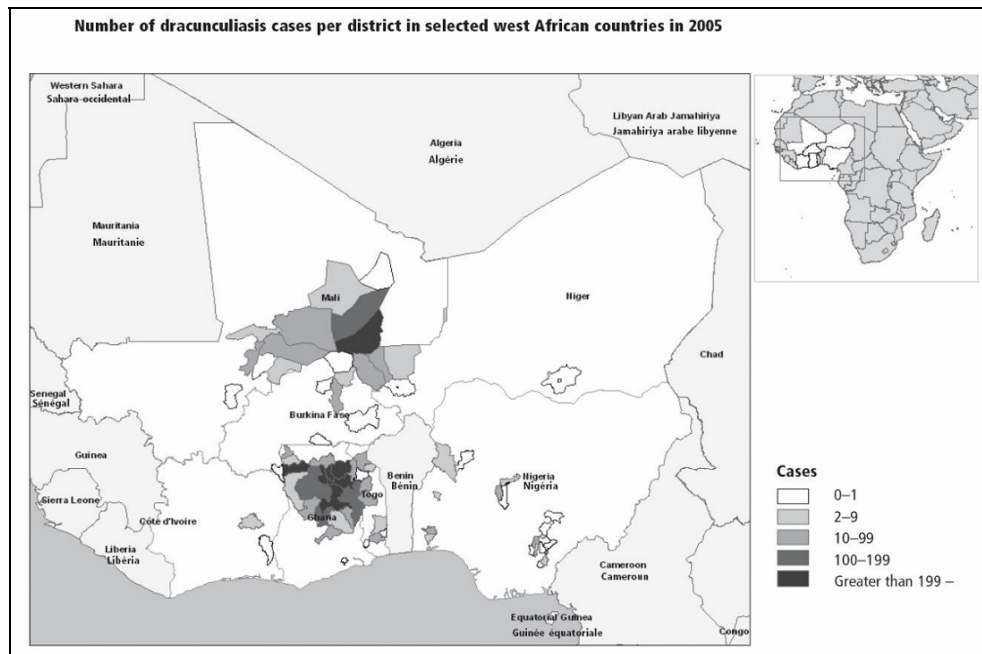 Number of dracunculiasis cases per district in selected west African countries in 2005
Western Sahara
Sahara occidental
Libyan Arab Jamahiriya
Jamahiriya arabe libyenne
Algeria
Algérie
Mauritania
Mauritanie
Mali
Niger
Chad
Senegal
Sénégal
Burkina Faso
Guinea
Benin
Bénin
Nigeria
Nigéria
Togo
Sierra Leone
Côte d'Ivoire
Ghana
Liberia
Libéria
Cameroon
Cameroun
Equatorial Guinea
Guinée équatoriale
Congo
Cases
0–1
2–9
10–99
100–199
Greater than 199 –